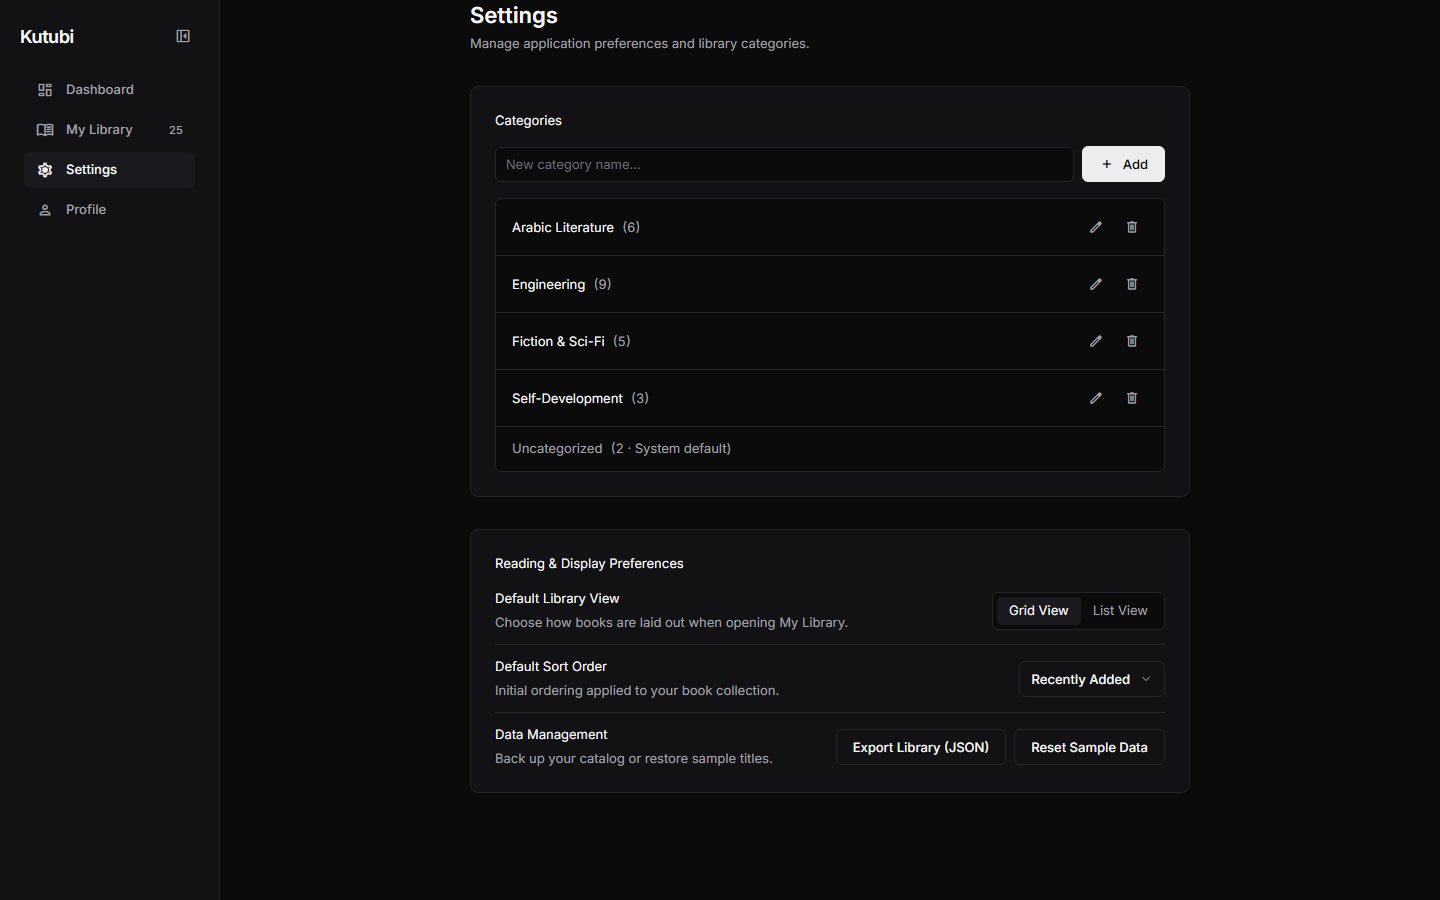 Kutubi
Dashboard
My Library 25
Settings
Profile
Settings
Manage application preferences and library categories.
Categories
New category name...
+ Add
Arabic Literature (6)
Engineering (9)
Fiction & Sci-Fi (5)
Self-Development (3)
Uncategorized (2 · System default)
Reading & Display Preferences
Default Library View
Choose how books are laid out when opening My Library.
Grid View List View
Default Sort Order
Initial ordering applied to your book collection.
Recently Added
Data Management
Back up your catalog or restore sample titles.
Export Library (JSON) Reset Sample Data